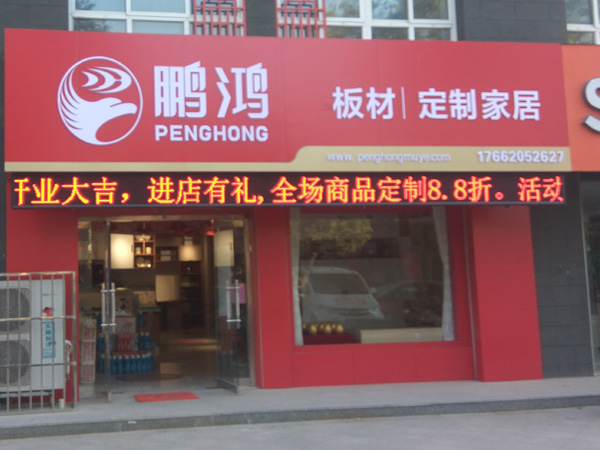 鹏鸿
PENGHONG
板材|定制家居
www.penghongmuye.com 17662052627
开业大吉，进店有礼,全场商品定制8.8折。活动
S